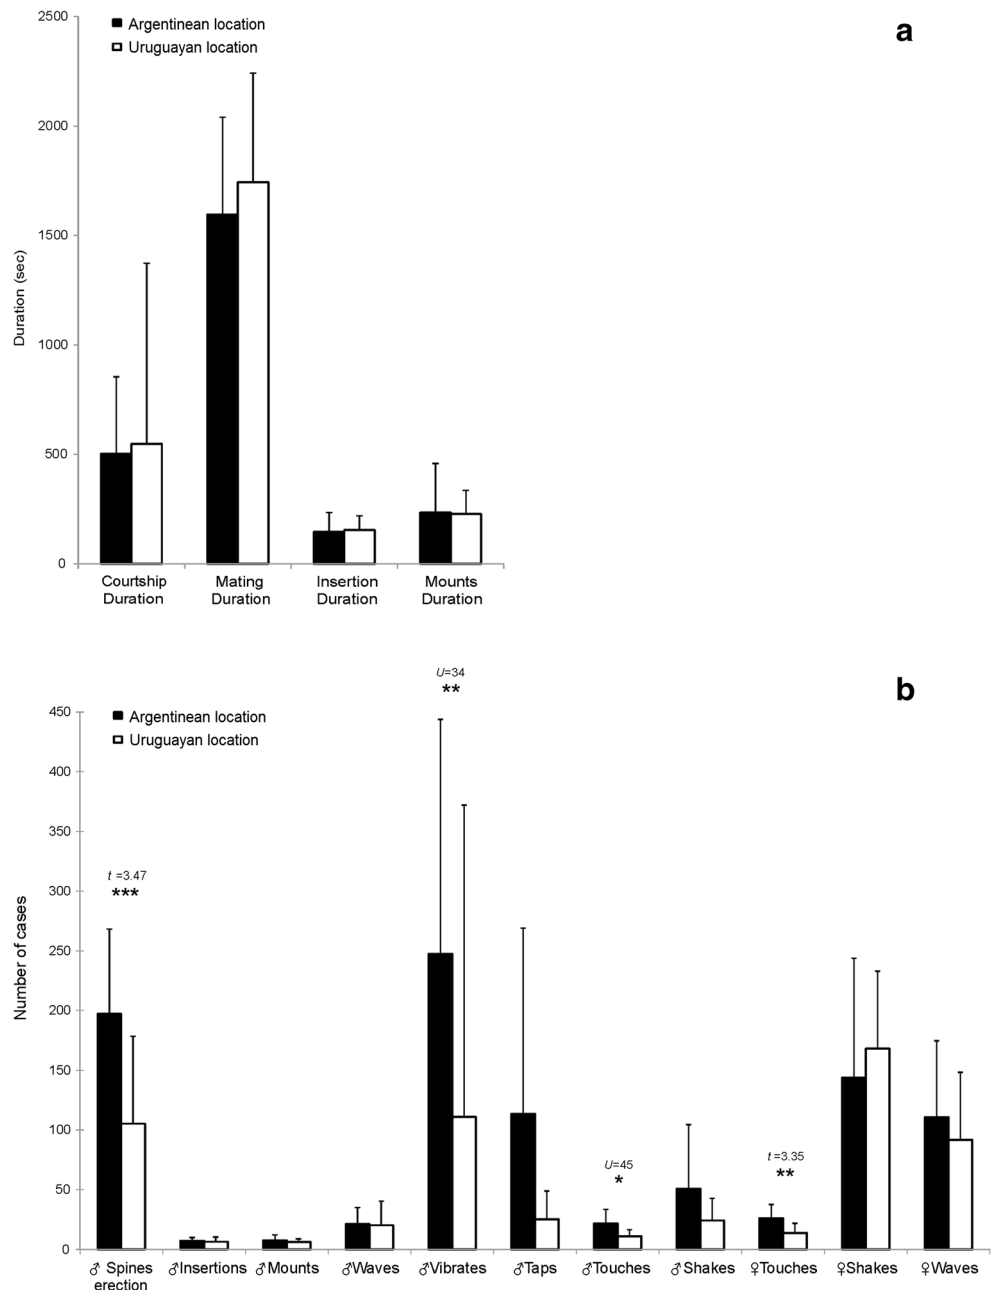 a
Argentinean location
Uruguayan location
2500
2000
1500
1000
500
0
Duration (sec)
Courtship Duration
Mating Duration
Insertion Duration
Mounts Duration
b
Argentinean location
Uruguayan location
450
400
350
300
250
200
150
100
50
0
Number of cases
t =3.47
***
U=34
**
U=45
*
t=3.35
**
♂ Spines erection
♂Insertions
♂Mounts
♂Waves
♂Vibrates
♂Taps
♂Touches
♂Shakes
♀Touches
♀Shakes
♀Waves